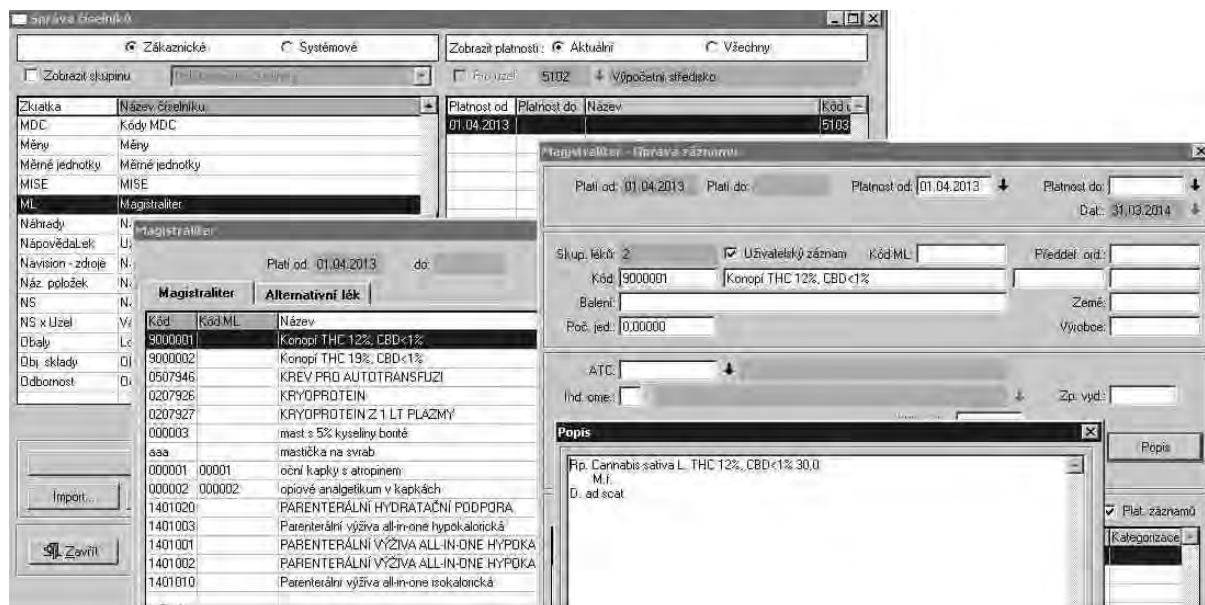 Správa číselníků
Zákaznické
Systémové
Zobrazit platnosti:
Aktuální
Všechny
Zobrazit skupinu
Pro uzel
5102
Výpočetní středisko
Zkratka
Název číselníku
MDC
Kódy MDC
Měny
Měny
Měrné jednotky
Měrné jednotky
MISE
MISE
ML
Magistraliter
Náhrady
NápovědaLek
Navision - zdroje
Náz. položek
NS
NS x Uzel
Obaly
Obj. sklady
Odbornost
Import...
Zavřít
Platnost od
Platnost do
Název
Kód
01.04.2013
5103
Magistraliter
Platí od: 01.04.2013 do:
Magistraliter
Alternativní lék
Kód
Kód ML
Název
9000001 Konopí THC 12%, CBD<1%
9000002 Konopí THC 19%, CBD<1%
0507946 KREV PRO AUTOTRANSFUZI
0207926 KRYOPROTEIN
0207927 KRYOPROTEIN Z 1 LT PLAZMY
000003 mast s 5% kyseliny borité
aaa mastička na svrab
000001 00001 oční kapky s atropinem
000002 000002 opiové analgetikum v kapkách
1401020 PARENTERÁLNÍ HYDRATAČNÍ PODPORA
1401003 Parenterální výživa all-in-one hypokalorická
1401001 PARENTERÁLNÍ VÝŽIVA ALL-IN-ONE HYPOKA
1401002 PARENTERÁLNÍ VÝŽIVA ALL-IN-ONE HYPOKA
1401010 Parenterální výživa all-in-one isokalorická
Magistraliter - Úprava záznamu
Platí od: 01.04.2013 Platí do:
Platnost od: 01.04.2013
Platnost do:
Dat.: 31.03.2014
Skup. léků: 2
Uživatelský záznam
Kód ML:
Předdef. ord.:
Kód: 9000001
Konopí THC 12%, CBD<1%
Balení:
Země:
Poč. jed.: 0,00000
Výrobce:
ATC:
Ind. ome.:
Zp. vyd.:
Popis
Plat. záznamů
Kategorizace
Popis
Rp. Cannabis sativa L. THC 12%, CBD<1% 30,0
M.f.
D. ad scat